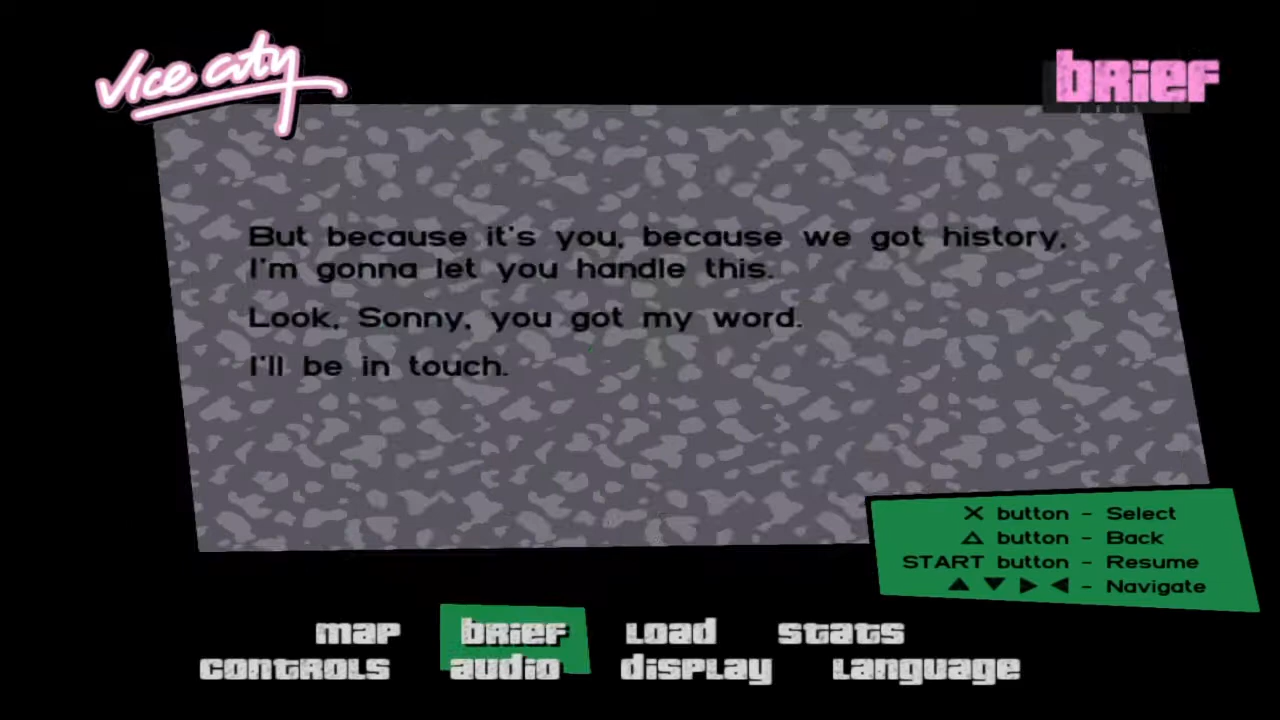 vice city
BRIEF
But because it's you, because we got history,
I'm gonna let you handle this.
Look, Sonny, you got my word.
I'll be in touch.
X button - Select
△ button - Back
START button - Resume
▲ ▼ ▶ ◀ - Navigate
MAP BRIEF LOAD STATS
CONTROLS AUDIO DISPLAY LANGUAGE